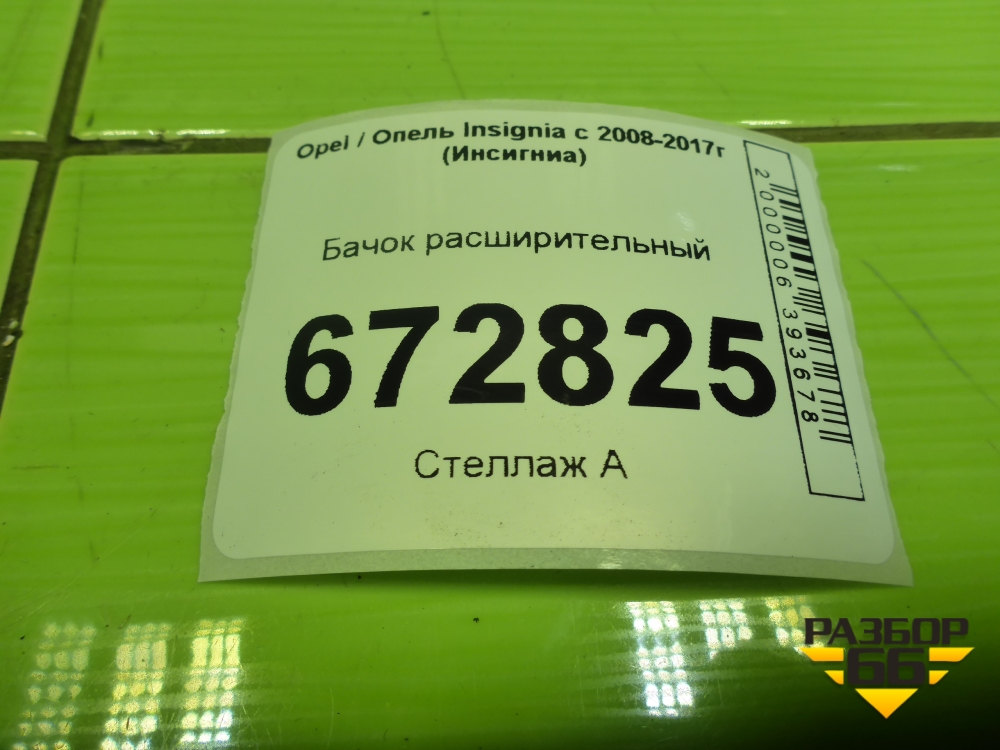 Opel / Опель Insignia с 2008-2017г
(Инсигниа)
Бачок расширительный
672825
Стеллаж А
2000006393678
РАЗБОР
66